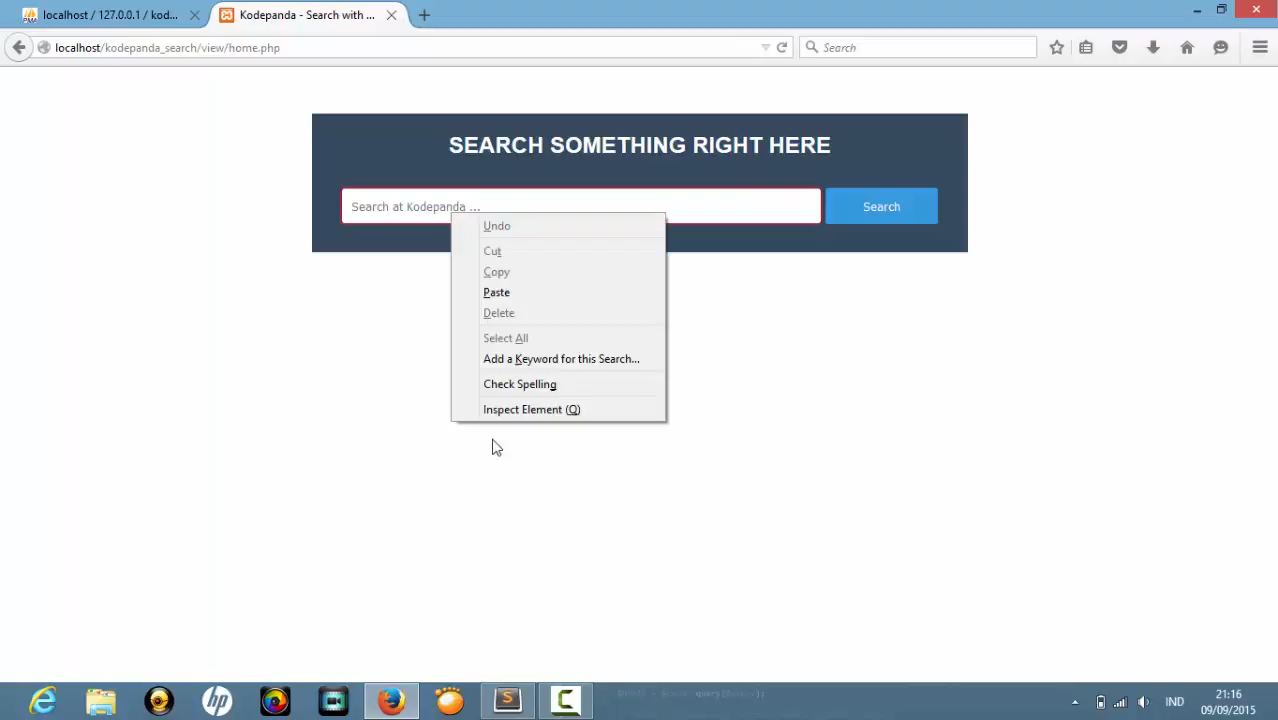 localhost / 127.0.0.1 / kod...
Kodepanda - Search with ...
localhost/kodepanda_search/view/home.php
Search
SEARCH SOMETHING RIGHT HERE
Search at Kodepanda ...
Search
Undo
Cut
Copy
Paste
Delete
Select All
Add a Keyword for this Search...
Check Spelling
Inspect Element (Q)
hp
S
C
IND
21:16
09/09/2015